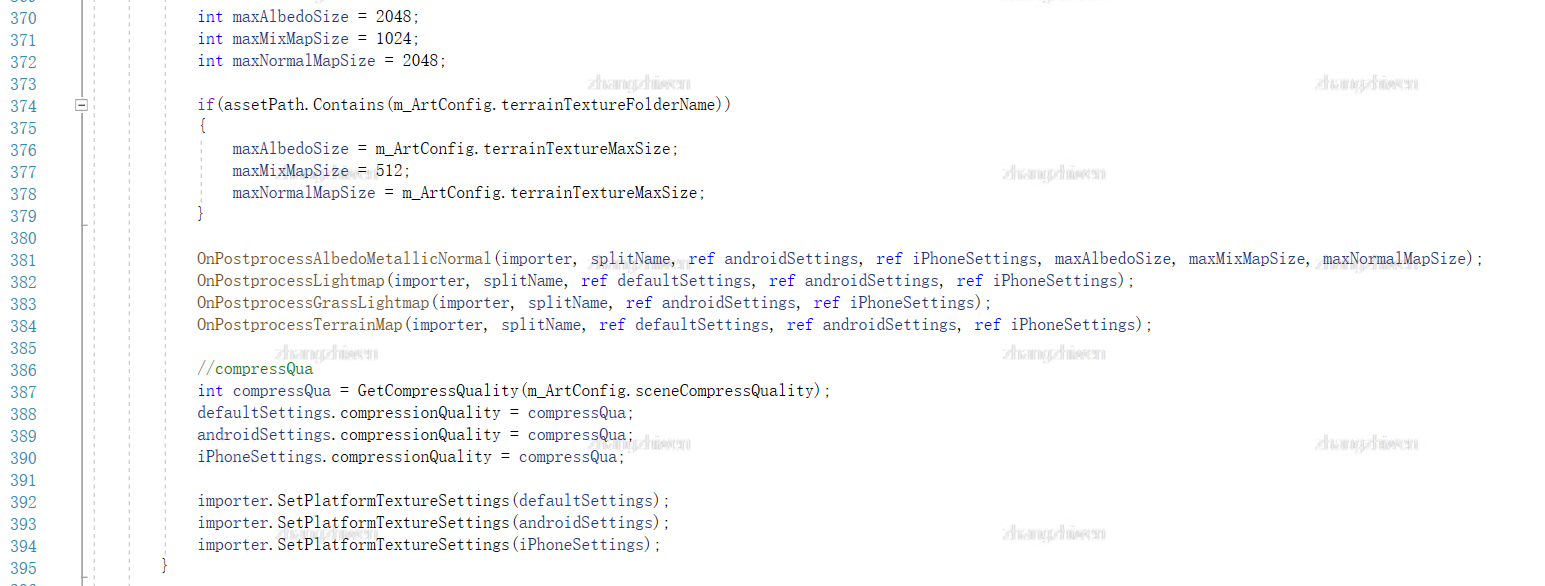 370 int maxAlbedoSize = 2048;
371 int maxMixMapSize = 1024;
372 int maxNormalMapSize = 2048;
373
374 if(assetPath.Contains(m_ArtConfig.terrainTextureFolderName))
375 {
376 maxAlbedoSize = m_ArtConfig.terrainTextureMaxSize;
377 maxMixMapSize = 512;
378 maxNormalMapSize = m_ArtConfig.terrainTextureMaxSize;
379 }
380
381 OnPostprocessAlbedoMetallicNormal(importer, splitName, ref androidSettings, ref iPhoneSettings, maxAlbedoSize, maxMixMapSize, maxNormalMapSize);
382 OnPostprocessLightmap(importer, splitName, ref defaultSettings, ref androidSettings, ref iPhoneSettings);
383 OnPostprocessGrassLightmap(importer, splitName, ref androidSettings, ref iPhoneSettings);
384 OnPostprocessTerrainMap(importer, splitName, ref defaultSettings, ref androidSettings, ref iPhoneSettings);
385
386 //compressQua
387 int compressQua = GetCompressQuality(m_ArtConfig.sceneCompressQuality);
388 defaultSettings.compressionQuality = compressQua;
389 androidSettings.compressionQuality = compressQua;
390 iPhoneSettings.compressionQuality = compressQua;
391
392 importer.SetPlatformTextureSettings(defaultSettings);
393 importer.SetPlatformTextureSettings(androidSettings);
394 importer.SetPlatformTextureSettings(iPhoneSettings);
395 }